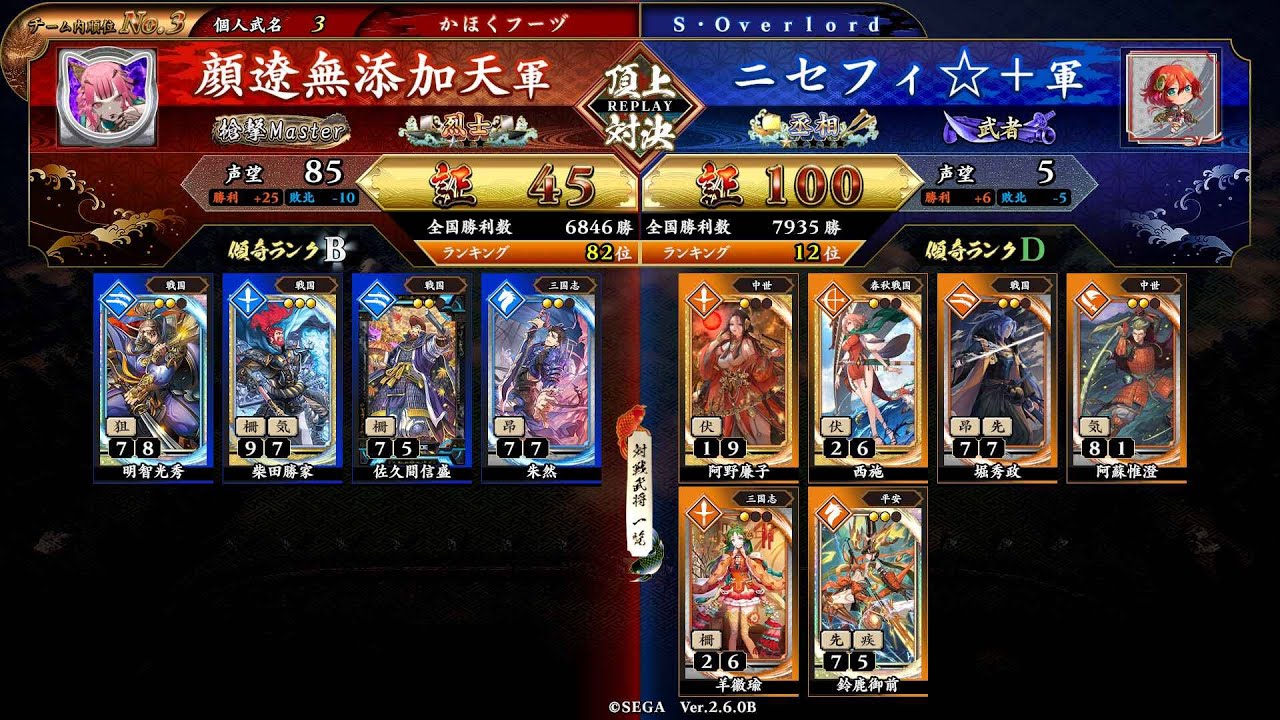 チーム内順位 No.3
個人武名 3
かほくフーヅ
S・Overlord
顔遼無添加天軍
頂上
REPLAY
対決
ニセフィ☆＋軍
槍撃Master
烈士
丞相
武者
声望 85
勝利 +25 敗北 -10
証 45
証 100
声望 5
勝利 +6 敗北 -5
全国勝利数 6846勝
全国勝利数 7935勝
ランキング 82位
ランキング 12位
傾奇ランク B
傾奇ランク D
戦国
狙
7 8
明智光秀
戦国
柵 気
9 7
柴田勝家
戦国
柵
7 5
佐久間信盛
三国志
昂
7 7
朱然
対戦武将一覧
中世
伏
1 9
阿野廉子
春秋戦国
伏
2 6
西施
戦国
昂 先
7 7
堀秀政
中世
気
8 1
阿蘇惟澄
三国志
柵
2 6
羊徽瑜
平安
先 疾
7 5
鈴鹿御前
©SEGA Ver.2.6.0B